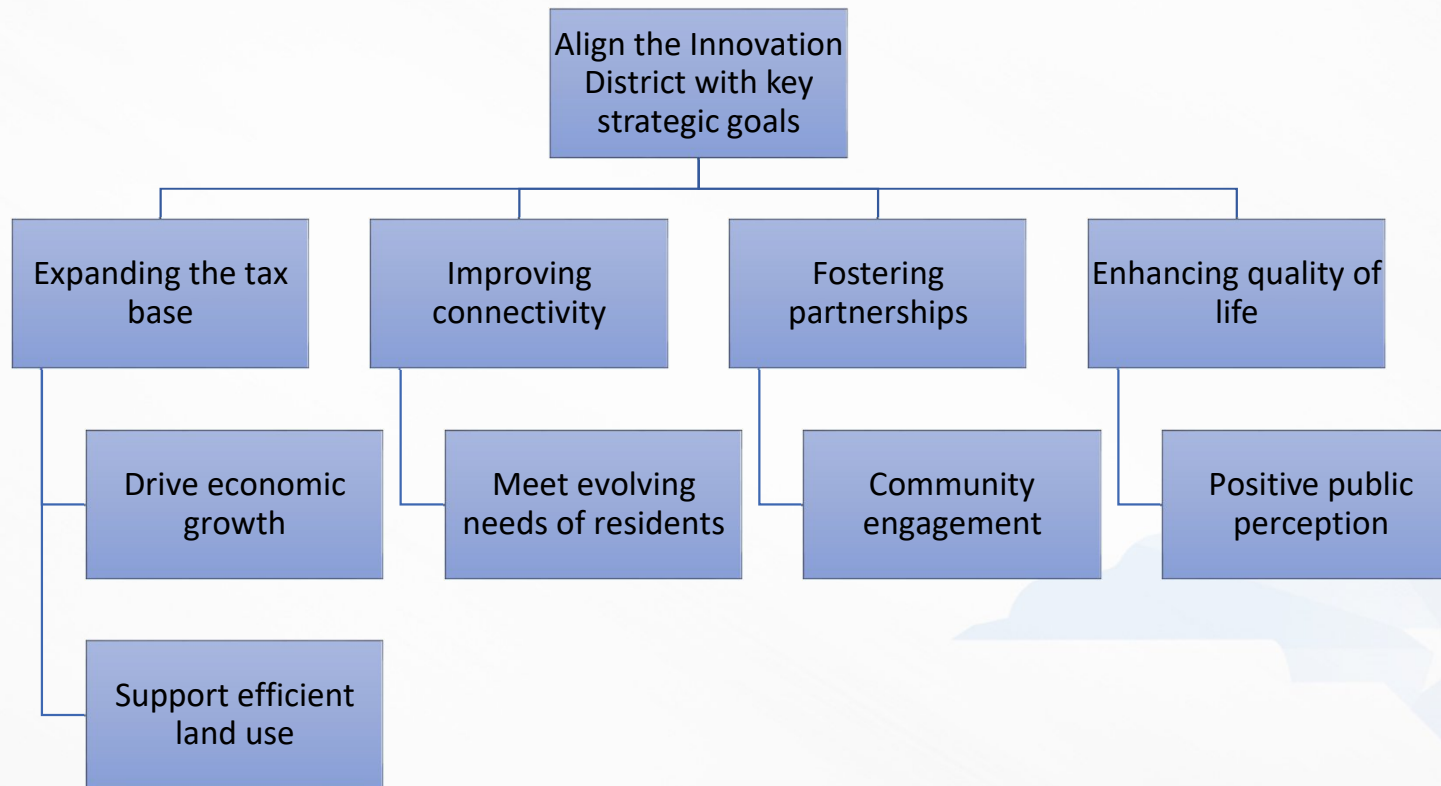 Align the Innovation
District with key
strategic goals
Expanding the tax
base
Improving
connectivity
Fostering
partnerships
Enhancing quality of
life
Drive economic
growth
Meet evolving
needs of residents
Community
engagement
Positive public
perception
Support efficient
land use